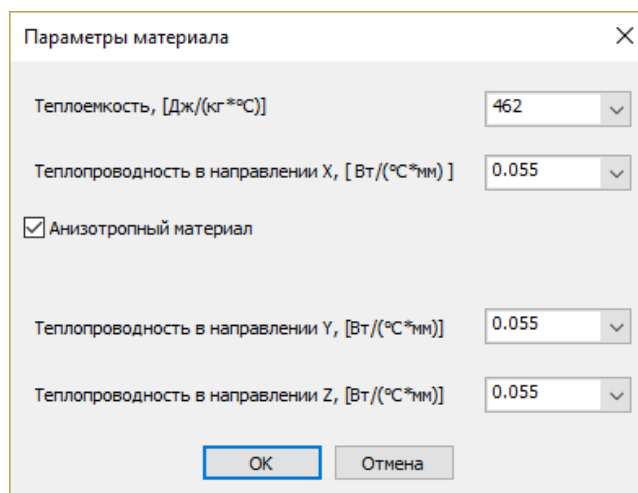 Параметры материала
Теплоемкость, [Дж/(кг*°C)]
462
Теплопроводность в направлении X, [ Вт/(°C*мм) ]
0.055
Анизотропный материал
Теплопроводность в направлении Y, [Вт/(°C*мм)]
0.055
Теплопроводность в направлении Z, [Вт/(°C*мм)]
0.055
OK
Отмена